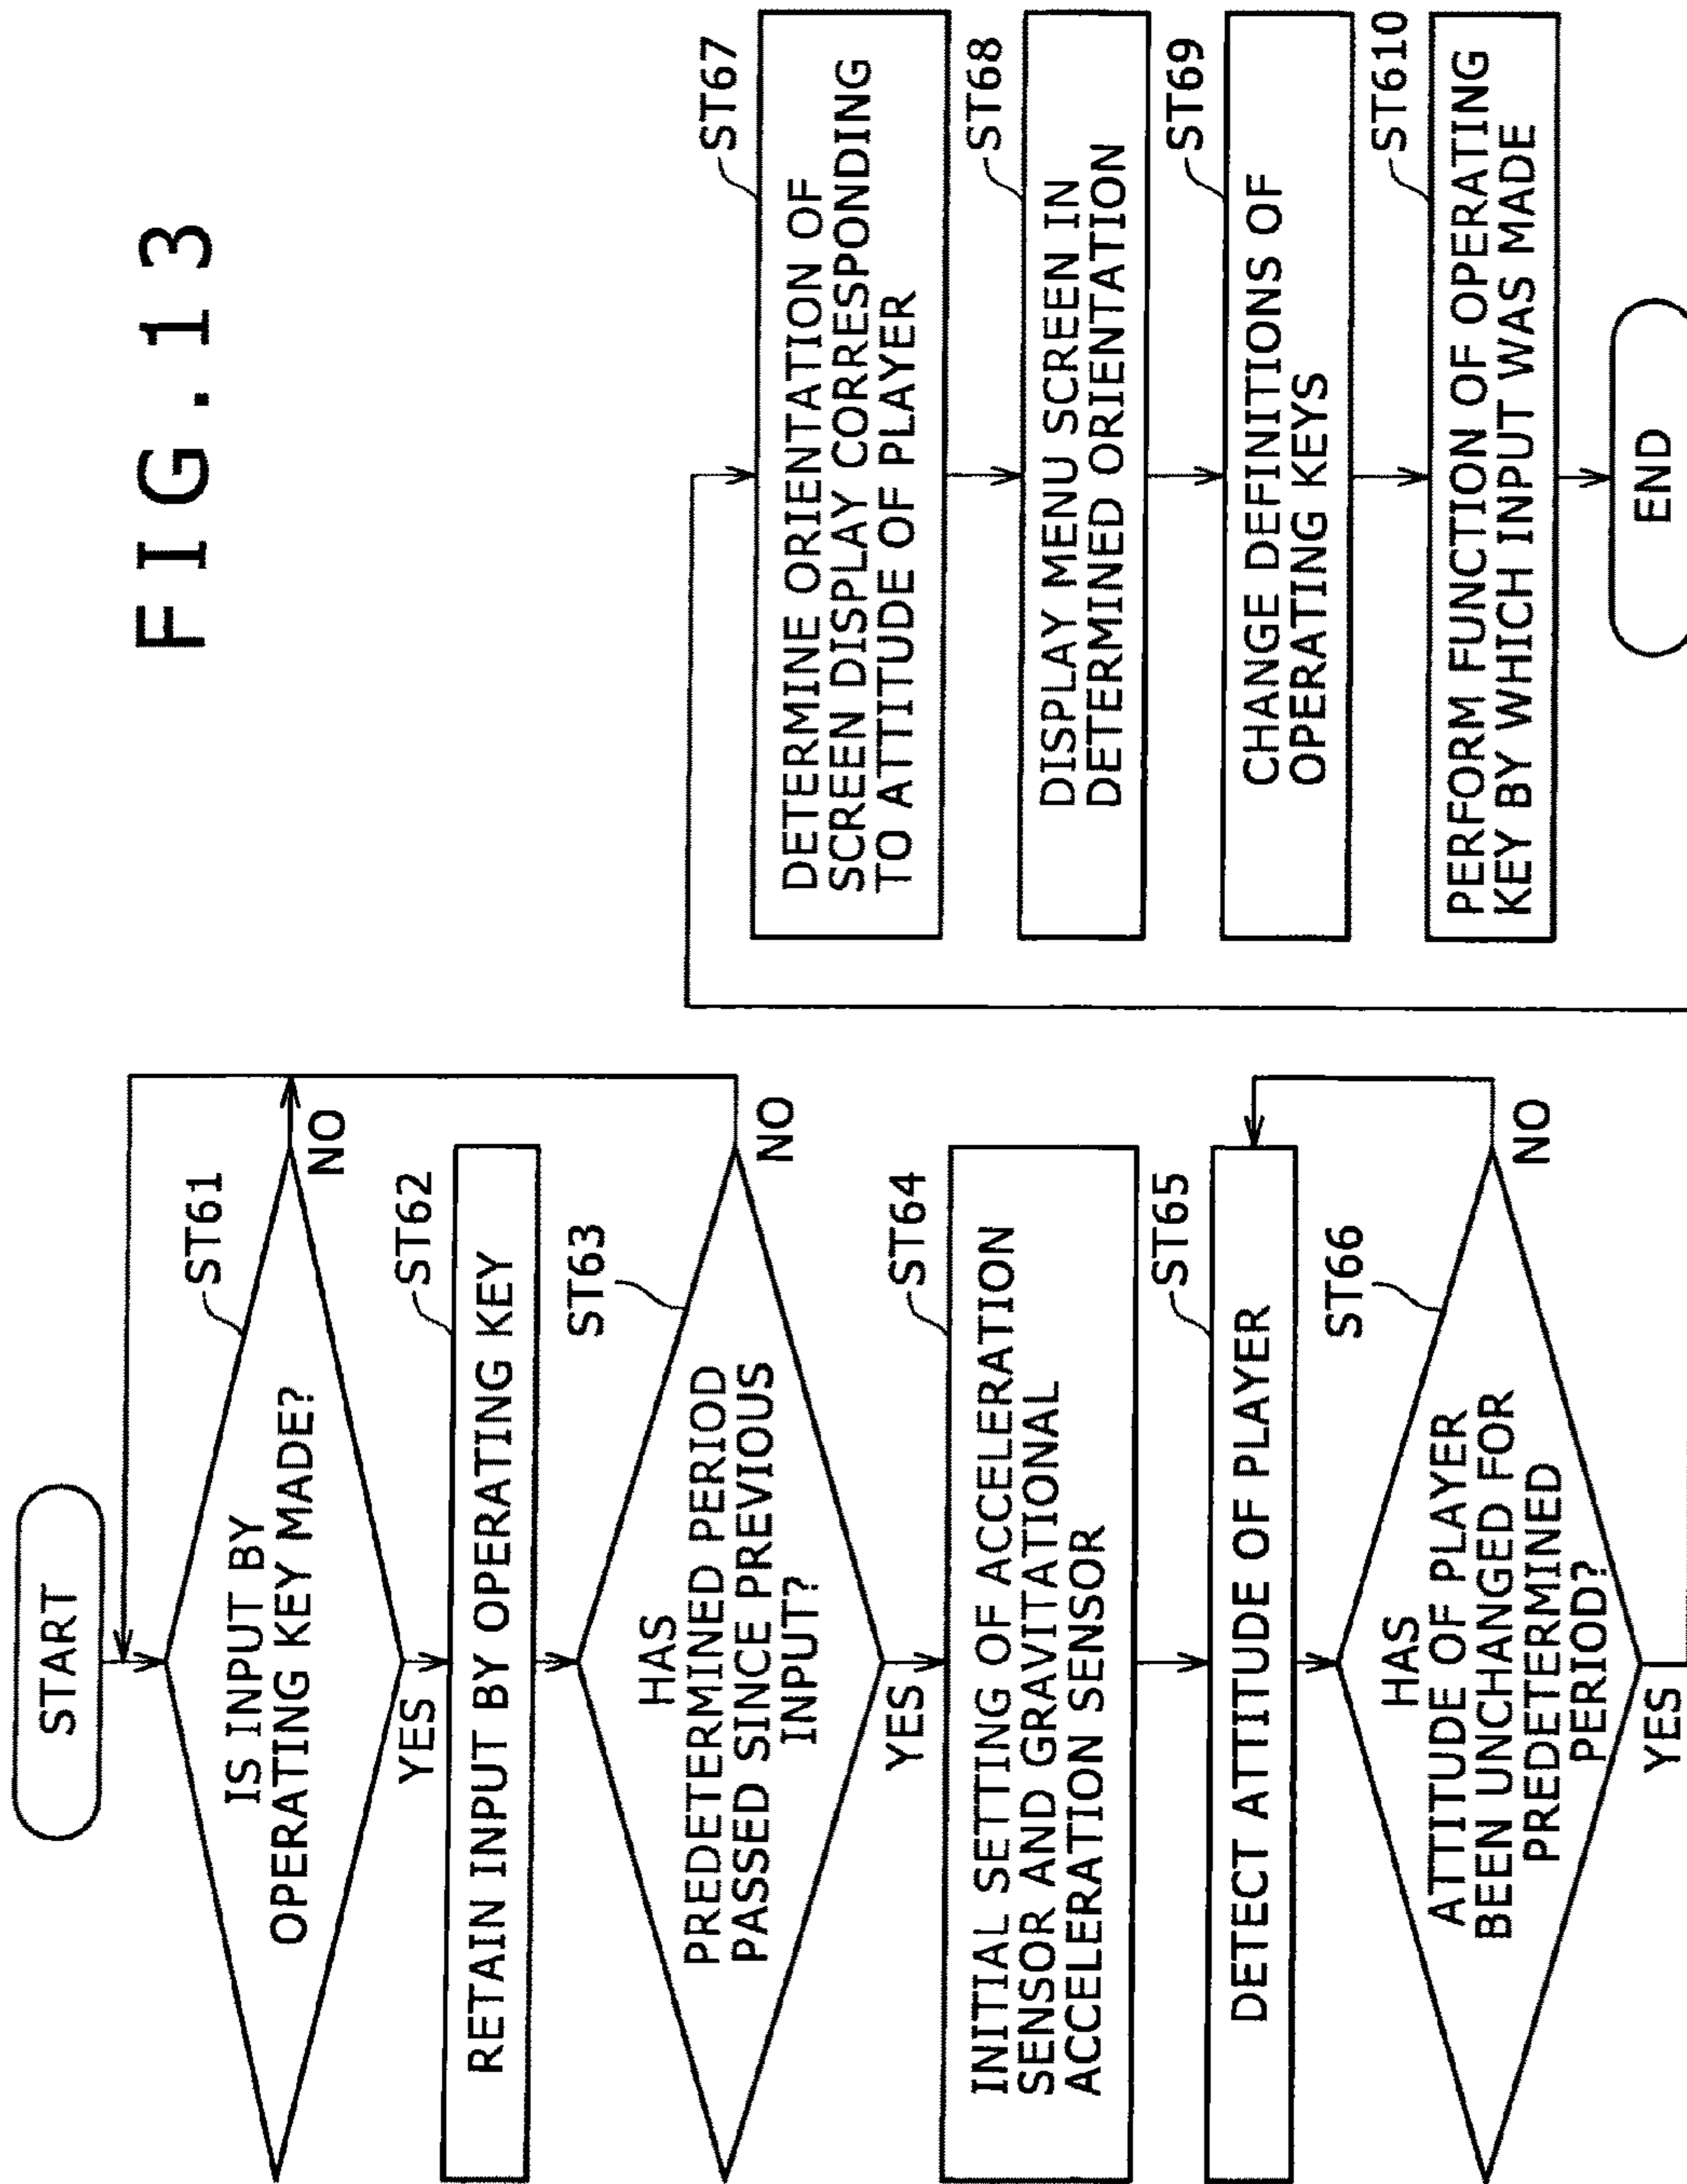 FIG.13
START
IS INPUT BY
OPERATING KEY MADE?
ST61
NO
YES
ST62
RETAIN INPUT BY OPERATING KEY
ST63
HAS
PREDETERMINED PERIOD
PASSED SINCE PREVIOUS
INPUT?
NO
YES
ST64
INITIAL SETTING OF ACCELERATION
SENSOR AND GRAVITATIONAL
ACCELERATION SENSOR
ST65
DETECT ATTITUDE OF PLAYER
ST66
HAS
ATTITUDE OF PLAYER
BEEN UNCHANGED FOR
PREDETERMINED
PERIOD?
NO
YES
ST67
DETERMINE ORIENTATION OF
SCREEN DISPLAY CORRESPONDING
TO ATTITUDE OF PLAYER
ST68
DISPLAY MENU SCREEN IN
DETERMINED ORIENTATION
ST69
CHANGE DEFINITIONS OF
OPERATING KEYS
ST610
PERFORM FUNCTION OF OPERATING
KEY BY WHICH INPUT WAS MADE
END